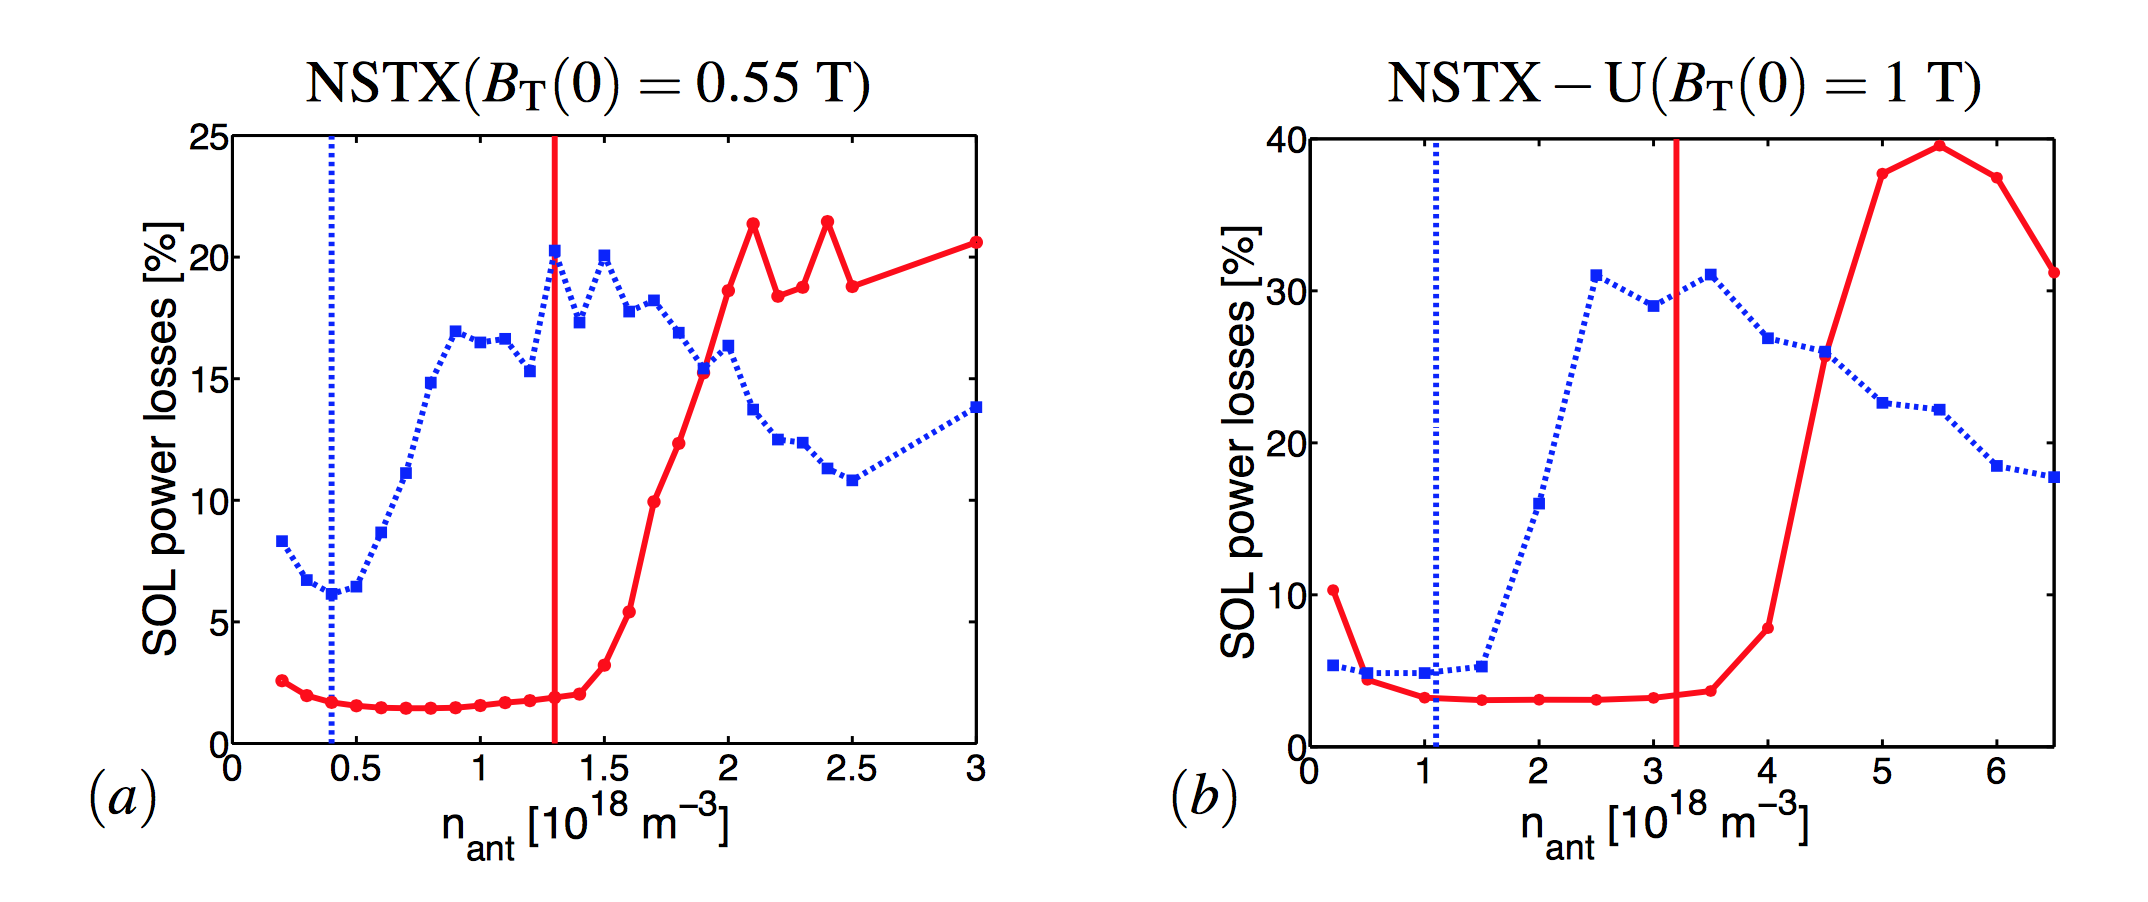 NSTX(B_T(0) = 0.55 T)
25
20
15
10
5
0
SOL power losses [%]
0 0.5 1 1.5 2 2.5 3
n_ant [10^18 m^−3]
(a)
NSTX − U(B_T(0) = 1 T)
40
30
20
10
0
SOL power losses [%]
0 1 2 3 4 5 6
n_ant [10^18 m^−3]
(b)